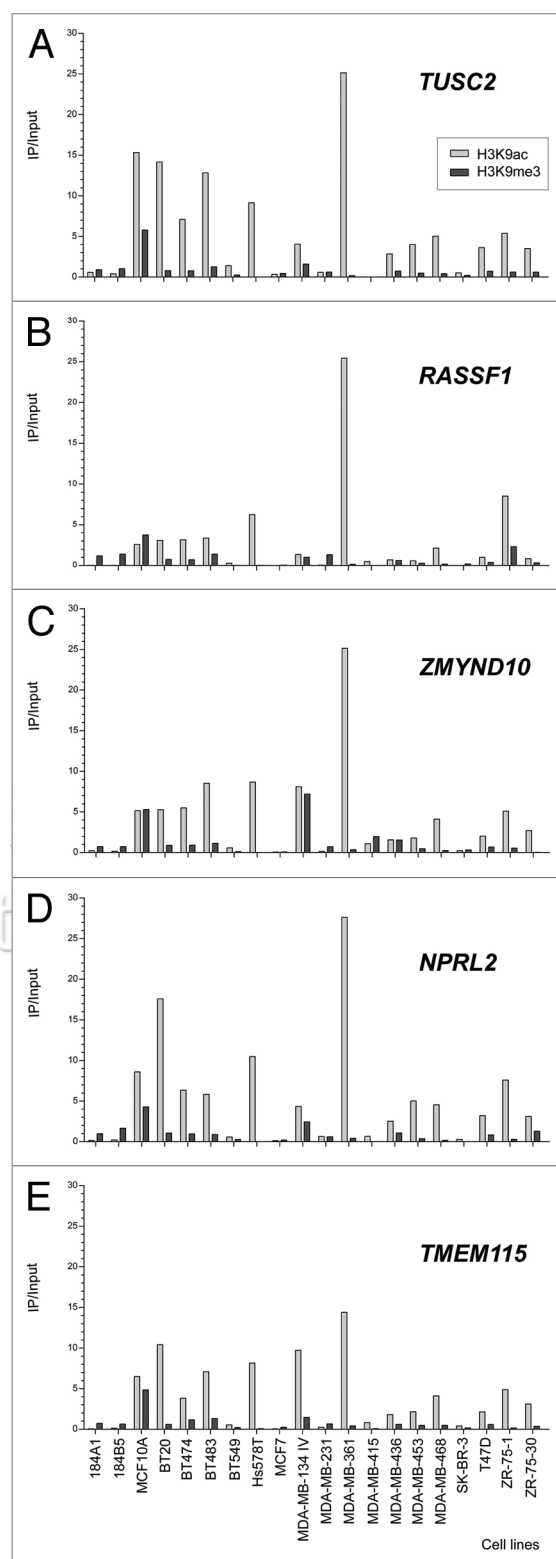 A
TUSC2
IP/Input
30
25
20
15
10
5
0
H3K9ac
H3K9me3
B
RASSF1
IP/Input
30
25
20
15
10
5
0
C
ZMYND10
IP/Input
30
25
20
15
10
5
0
D
NPRL2
IP/Input
30
25
20
15
10
5
0
E
TMEM115
IP/Input
30
25
20
15
10
5
0
184A1
184B5
MCF10A
BT20
BT474
BT483
BT549
Hs578T
MCF7
MDA-MB-134 IV
MDA-MB-231
MDA-MB-361
MDA-MB-415
MDA-MB-436
MDA-MB-453
MDA-MB-468
SK-BR-3
T47D
ZR-75-1
ZR-75-30
Cell lines